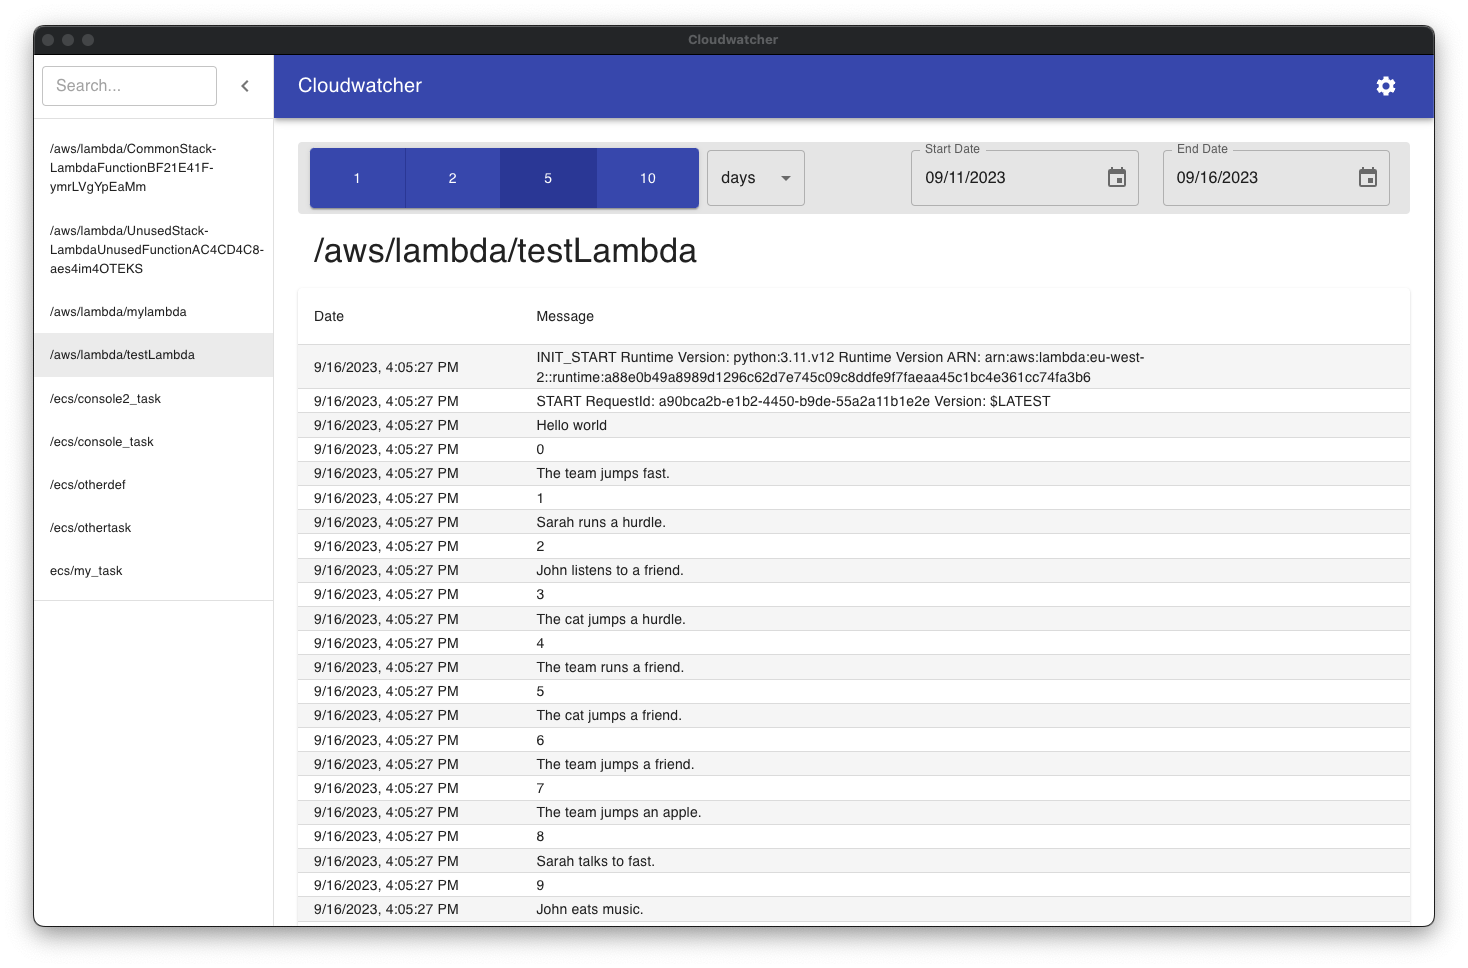 Cloudwatcher
Search...
Cloudwatcher
/aws/lambda/CommonStack-
LambdaFunctionBF21E41F-
ymrLVgYpEaMm
/aws/lambda/UnusedStack-
LambdaUnusedFunctionAC4CD4C8-
aes4im4OTEKS
/aws/lambda/mylambda
/aws/lambda/testLambda
/ecs/console2_task
/ecs/console_task
/ecs/otherdef
/ecs/othertask
ecs/my_task
1 2 5 10 days
Start Date
09/11/2023
End Date
09/16/2023
/aws/lambda/testLambda
Date Message
9/16/2023, 4:05:27 PM INIT_START Runtime Version: python:3.11.v12 Runtime Version ARN: arn:aws:lambda:eu-west-
2::runtime:a88e0b49a8989d1296c62d7e745c09c8ddfe9f7faeaa45c1bc4e361cc74fa3b6
9/16/2023, 4:05:27 PM START RequestId: a90bca2b-e1b2-4450-b9de-55a2a11b1e2e Version: $LATEST
9/16/2023, 4:05:27 PM Hello world
9/16/2023, 4:05:27 PM 0
9/16/2023, 4:05:27 PM The team jumps fast.
9/16/2023, 4:05:27 PM 1
9/16/2023, 4:05:27 PM Sarah runs a hurdle.
9/16/2023, 4:05:27 PM 2
9/16/2023, 4:05:27 PM John listens to a friend.
9/16/2023, 4:05:27 PM 3
9/16/2023, 4:05:27 PM The cat jumps a hurdle.
9/16/2023, 4:05:27 PM 4
9/16/2023, 4:05:27 PM The team runs a friend.
9/16/2023, 4:05:27 PM 5
9/16/2023, 4:05:27 PM The cat jumps a friend.
9/16/2023, 4:05:27 PM 6
9/16/2023, 4:05:27 PM The team jumps a friend.
9/16/2023, 4:05:27 PM 7
9/16/2023, 4:05:27 PM The team jumps an apple.
9/16/2023, 4:05:27 PM 8
9/16/2023, 4:05:27 PM Sarah talks to fast.
9/16/2023, 4:05:27 PM 9
9/16/2023, 4:05:27 PM John eats music.